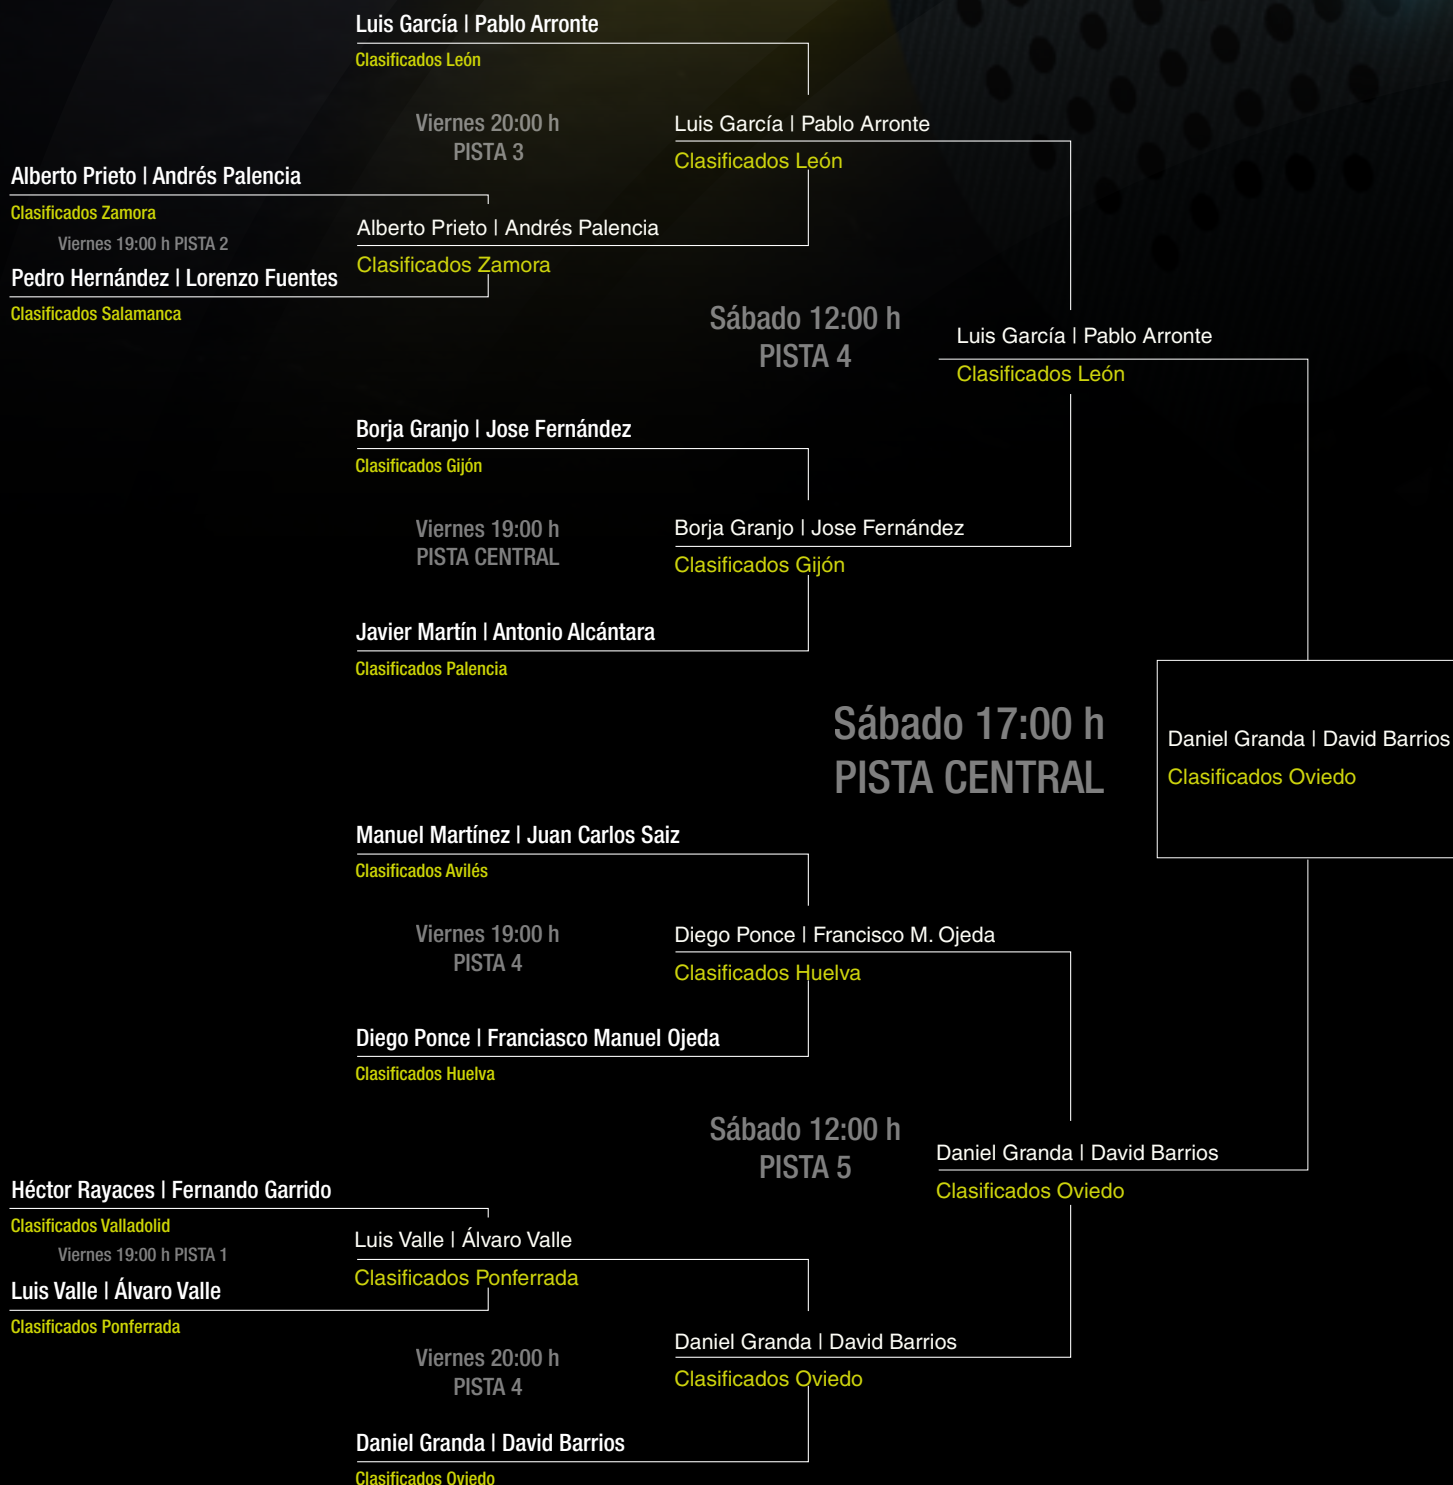 Luis García | Pablo Arronte
Clasificados León
Viernes 20:00 h
PISTA 3
Luis García | Pablo Arronte
Clasificados León
Alberto Prieto | Andrés Palencia
Clasificados Zamora
Viernes 19:00 h PISTA 2
Pedro Hernández | Lorenzo Fuentes
Clasificados Salamanca
Alberto Prieto | Andrés Palencia
Clasificados Zamora
Sábado 12:00 h
PISTA 4
Luis García | Pablo Arronte
Clasificados León
Borja Granjo | Jose Fernández
Clasificados Gijón
Viernes 19:00 h
PISTA CENTRAL
Borja Granjo | Jose Fernández
Clasificados Gijón
Javier Martín | Antonio Alcántara
Clasificados Palencia
Sábado 17:00 h
PISTA CENTRAL
Daniel Granda | David Barrios
Clasificados Oviedo
Manuel Martínez | Juan Carlos Saiz
Clasificados Avilés
Viernes 19:00 h
PISTA 4
Diego Ponce | Francisco M. Ojeda
Clasificados Huelva
Diego Ponce | Franciasco Manuel Ojeda
Clasificados Huelva
Sábado 12:00 h
PISTA 5
Daniel Granda | David Barrios
Clasificados Oviedo
Héctor Rayaces | Fernando Garrido
Clasificados Valladolid
Viernes 19:00 h PISTA 1
Luis Valle | Álvaro Valle
Clasificados Ponferrada
Luis Valle | Álvaro Valle
Clasificados Ponferrada
Viernes 20:00 h
PISTA 4
Daniel Granda | David Barrios
Clasificados Oviedo
Daniel Granda | David Barrios
Clasificados Oviedo